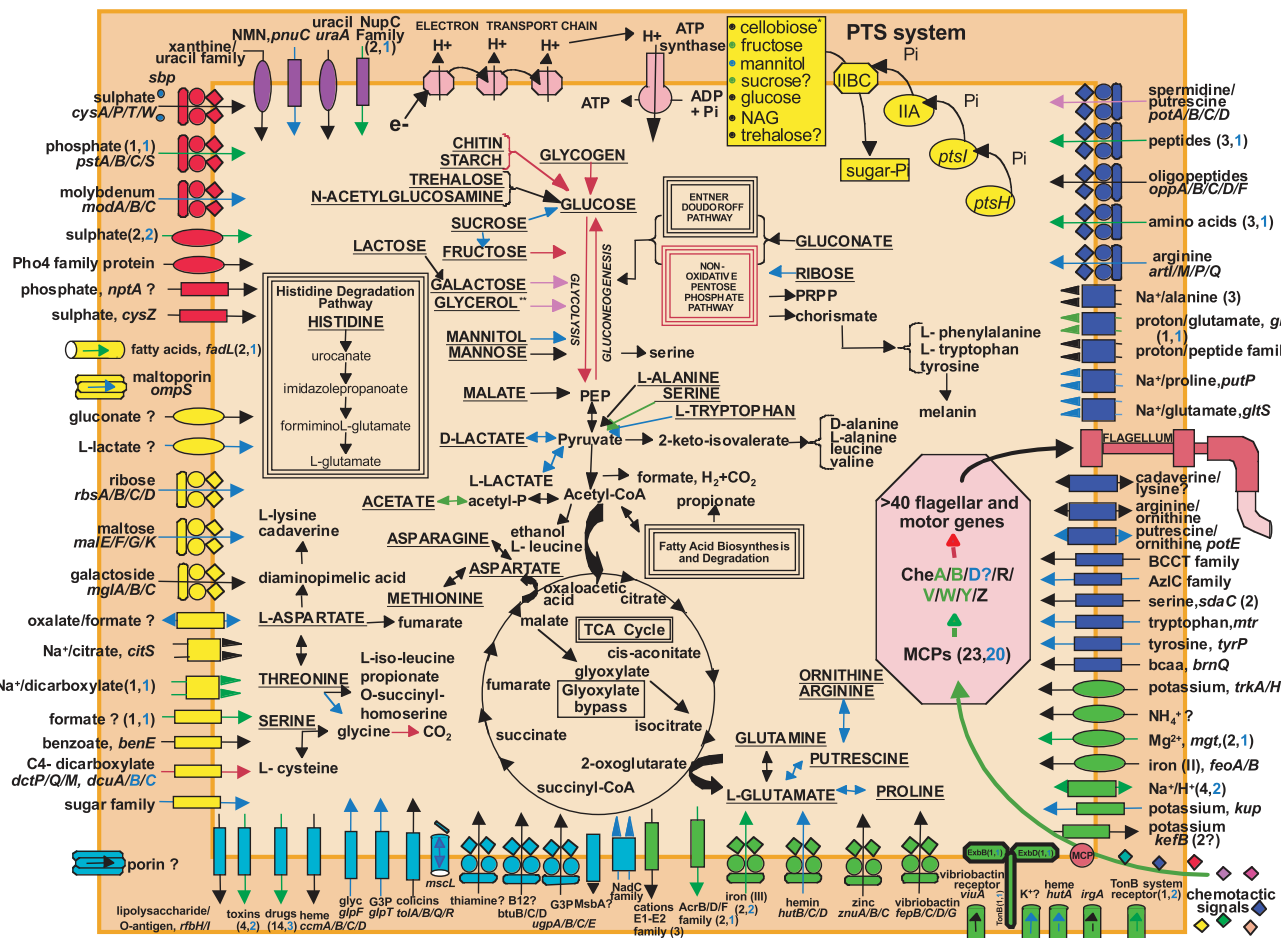 xanthine/
uracil family
NMN, pnuC
uracil
uraA
NupC
Family
(2,1)
ELECTRON TRANSPORT CHAIN
H+
H+
H+
H+
ATP
synthase
e-
ATP
ADP
+ Pi
cellobiose*
fructose
mannitol
sucrose?
glucose
NAG
trehalose?
PTS system
IIBC
Pi
IIA
Pi
ptsI
Pi
ptsH
sugar-Pi
sbp
sulphate
cysA/P/T/W
phosphate (1,1)
pstA/B/C/S
molybdenum
modA/B/C
sulphate(2,2)
Pho4 family protein
phosphate, nptA ?
sulphate, cysZ
fatty acids, fadL(2,1)
maltoporin
ompS
gluconate ?
L-lactate ?
ribose
rbsA/B/C/D
maltose
malE/F/G/K
galactoside
mglA/B/C
oxalate/formate ?
Na+/citrate, citS
Na+/dicarboxylate(1,1)
formate ? (1,1)
benzoate, benE
C4- dicarboxylate
dctP/Q/M, dcuA/B/C
sugar family
porin ?
CHITIN
STARCH
GLYCOGEN
TREHALOSE
N-ACETYLGLUCOSAMINE
GLUCOSE
SUCROSE
FRUCTOSE
LACTOSE
GALACTOSE
GLYCEROL**
MANNITOL
MANNOSE
GLYCOLYSIS
GLUCONEOGENESIS
ENTNER
DOUDOROFF
PATHWAY
NON-
OXIDATIVE
PENTOSE
PHOSPHATE
PATHWAY
GLUCONATE
RIBOSE
PRPP
chorismate
L- phenylalanine
L- tryptophan
tyrosine
melanin
serine
Histidine Degradation
Pathway
HISTIDINE
urocanate
imidazolepropanoate
formiminoL-glutamate
L-glutamate
MALATE
PEP
L-ALANINE
SERINE
L-TRYPTOPHAN
D-LACTATE
Pyruvate
2-keto-isovalerate
D-alanine
L-alanine
leucine
valine
L-LACTATE
ACETATE
acetyl-P
Acetyl-CoA
formate, H2+CO2
propionate
ethanol
L- leucine
Fatty Acid Biosynthesis
and Degradation
L-lysine
cadaverine
diaminopimelic acid
L-ASPARTATE
fumarate
ASPARAGINE
ASPARTATE
METHIONINE
THREONINE
L-iso-leucine
propionate
O-succinyl-
homoserine
SERINE
glycine
CO2
L- cysteine
oxaloacetic
acid
citrate
malate
TCA Cycle
cis-aconitate
glyoxylate
Glyoxylate
bypass
fumarate
isocitrate
succinate
2-oxoglutarate
succinyl-CoA
ORNITHINE
ARGININE
GLUTAMINE
PUTRESCINE
L-GLUTAMATE
PROLINE
>40 flagellar and
motor genes
CheA/B/D?/R/
V/W/Y/Z
MCPs (23,20)
FLAGELLUM
spermidine/
putrescine
potA/B/C/D
peptides (3,1)
oligopeptides
oppA/B/C/D/F
amino acids (3,1)
arginine
artI/M/P/Q
Na+/alanine (3)
proton/glutamate, gl
(1,1)
proton/peptide famil
Na+/proline,putP
Na+/glutamate,gltS
cadaverine/
lysine?
arginine/
ornithine
putrescine/
ornithine, potE
BCCT family
AzlC family
serine,sdaC (2)
tryptophan,mtr
tyrosine, tyrP
bcaa, brnQ
potassium, trkA/H
NH4+ ?
Mg2+, mgt,(2,1)
iron (II), feoA/B
Na+/H+(4,2)
potassium, kup
potassium
kefB (2?)
lipolysaccharide/
O-antigen, rfbH/I
toxins
(4,2)
drugs
(14,3)
heme
ccmA/B/C/D
glyc
glpF
G3P
glpT
colicins
tolA/B/Q/R
mscL
thiamine?
B12?
btuB/C/D
G3P
ugpA/B/C/E
MsbA?
NadC
family
cations
E1-E2
family (3)
AcrB/D/F
family (2,1)
iron (III)
(2,2)
hemin
hutB/C/D
zinc
znuA/B/C
vibriobactin
fepB/C/D/G
vibriobactin
receptor
viuA
ExbB(1,1)
ExbD(1,1)
TonB(1,1)
MCP
K+?
heme
hutA
irgA
TonB system
receptor(1,2)
chemotactic
signals